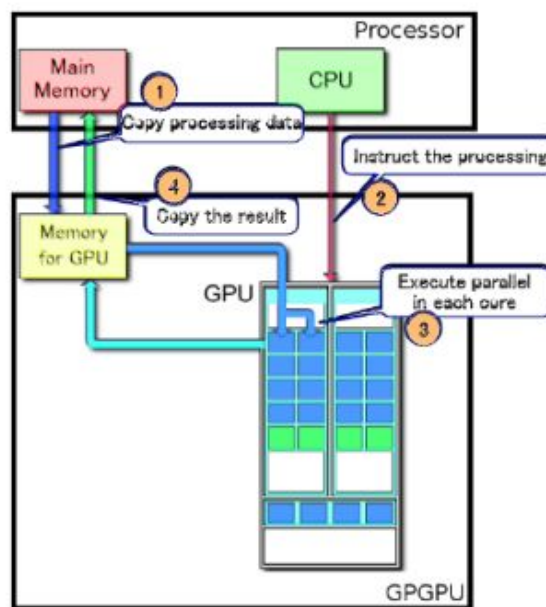 Processor
Main
Memory
CPU
1
Copy processing data
Instruct the processing
2
4
Copy the result
Memory
for GPU
GPU
Execute parallel
in each cure
3
GPGPU